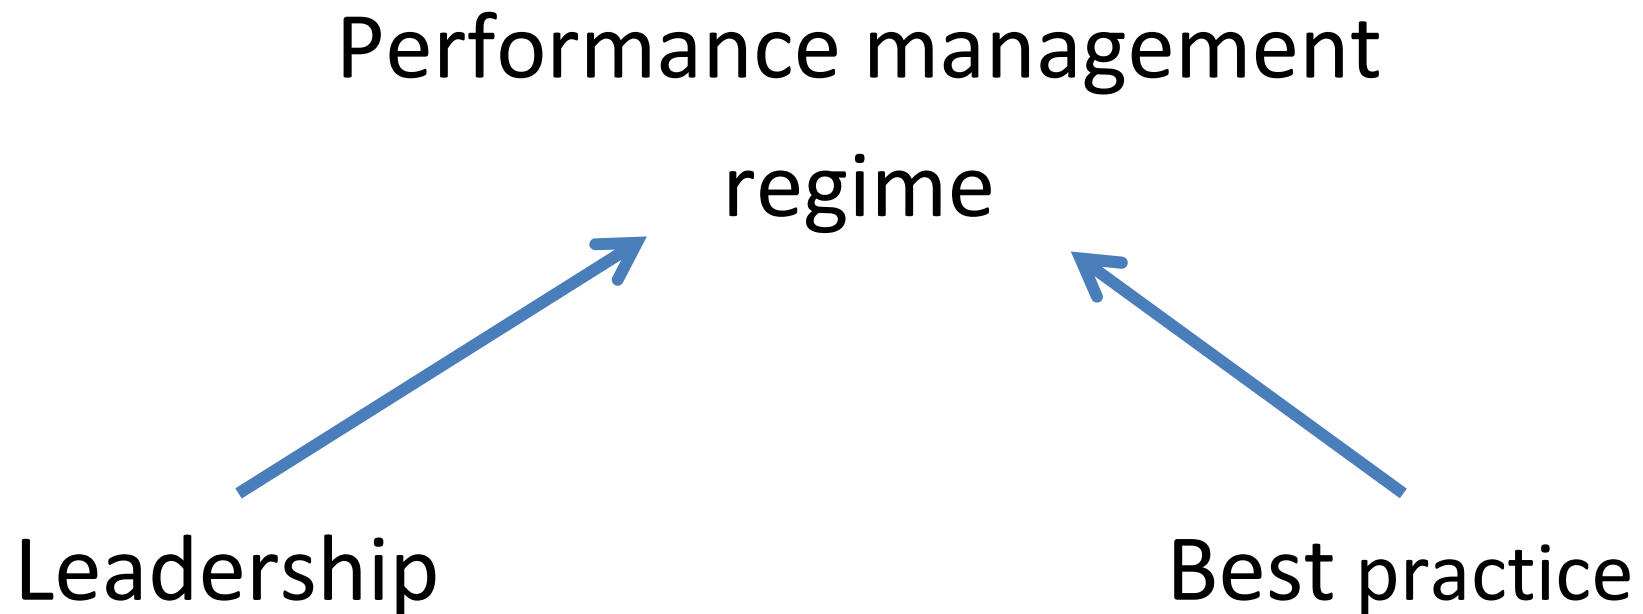 Performance management
regime
Leadership
Best practice